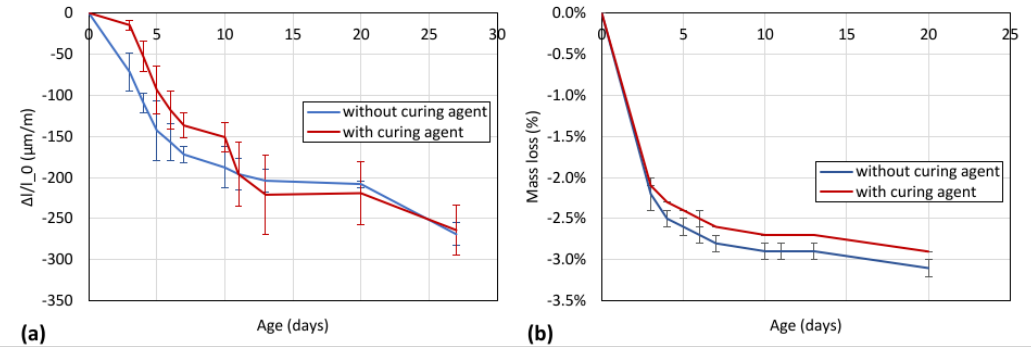 0
-50
-100
-150
-200
-250
-300
-350
0 5 10 15 20 25 30
Δl/l_0 (µm/m)
without curing agent
with curing agent
Age (days)
(a)
0.0%
-0.5%
-1.0%
-1.5%
-2.0%
-2.5%
-3.0%
-3.5%
0 5 10 15 20 25
Mass loss (%)
without curing agent
with curing agent
Age (days)
(b)